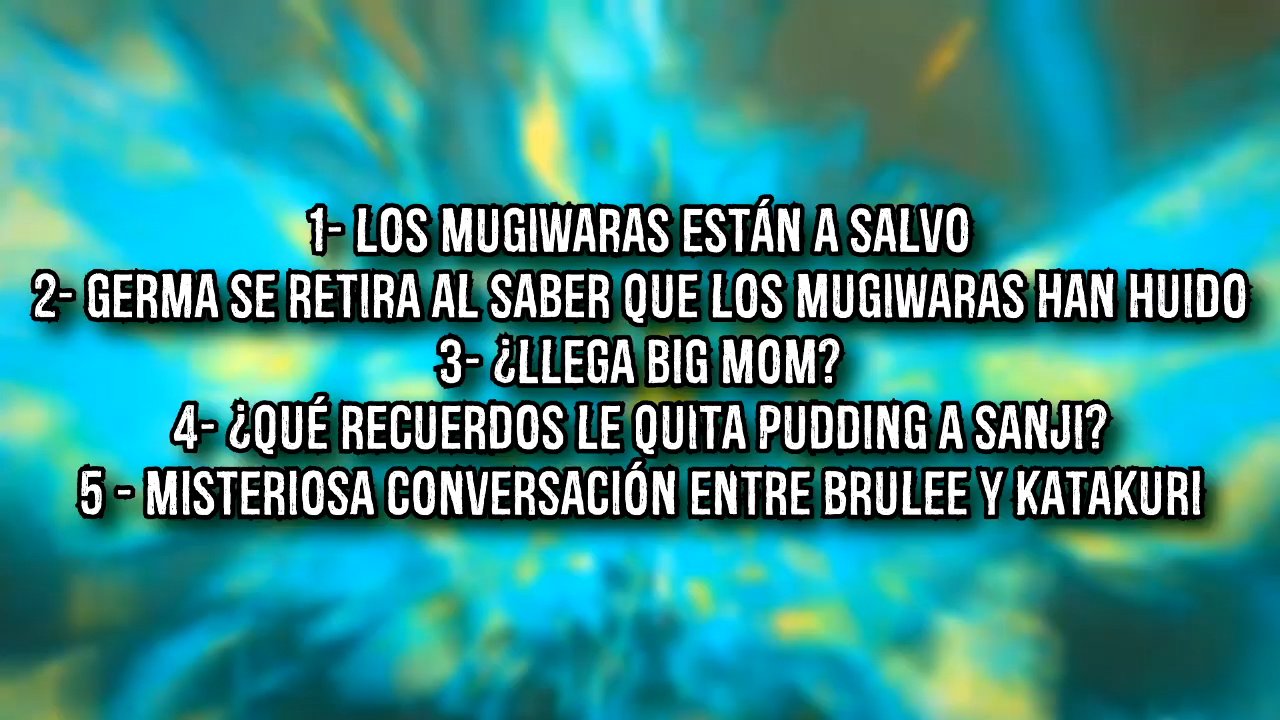 1- LOS MUGIWARAS ESTÁN A SALVO
2- GERMA SE RETIRA AL SABER QUE LOS MUGIWARAS HAN HUIDO
3- ¿LLEGA BIG MOM?
4- ¿QUÉ RECUERDOS LE QUITA PUDDING A SANJI?
5 - MISTERIOSA CONVERSACIÓN ENTRE BRULEE Y KATAKURI